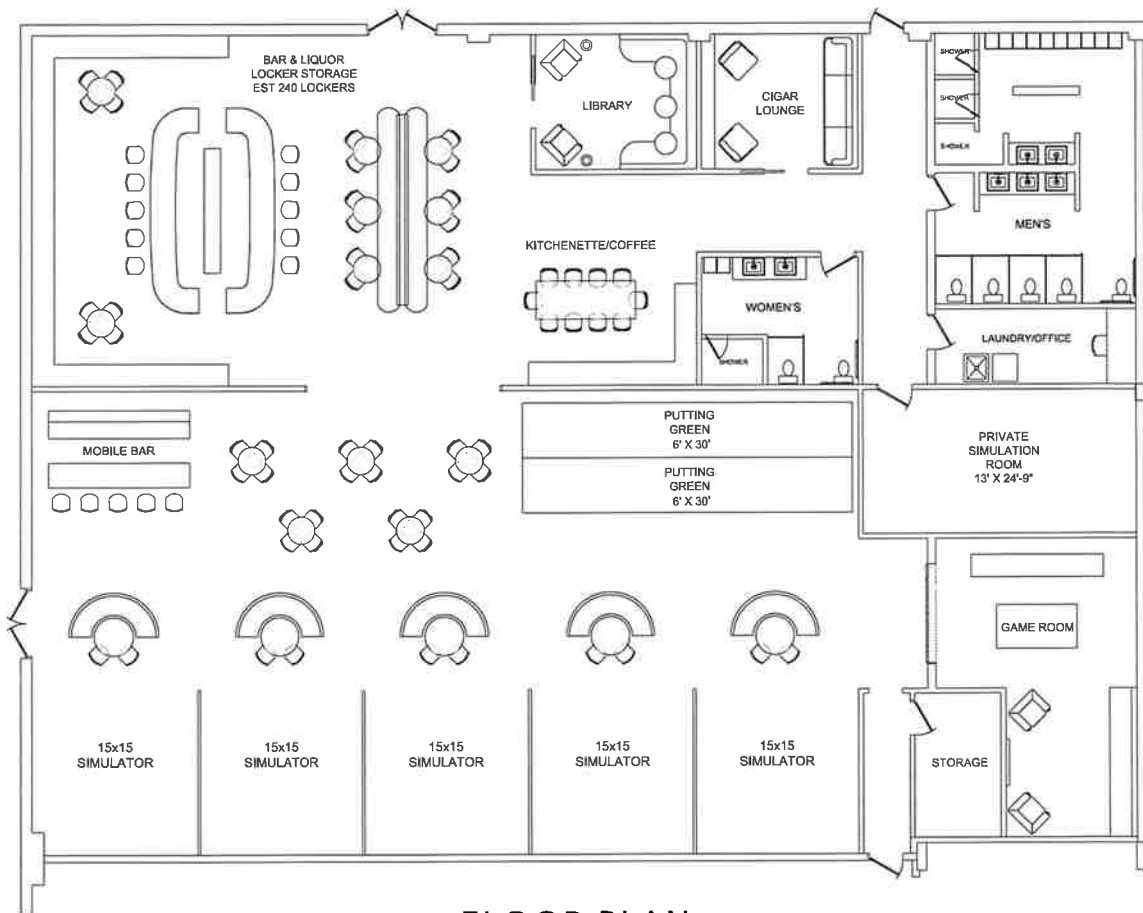 BAR & LIQUOR
LOCKER STORAGE
EST 240 LOCKERS
LIBRARY
CIGAR
LOUNGE
SHOWER
SHOWER
SHOWER
MEN'S
KITCHENETTE/COFFEE
WOMEN'S
SHOWER
LAUNDRY/OFFICE
MOBILE BAR
PUTTING
GREEN
6' X 30'
PUTTING
GREEN
6' X 30'
PRIVATE
SIMULATION
ROOM
13' X 24'-9"
GAME ROOM
15x15
SIMULATOR
15x15
SIMULATOR
15x15
SIMULATOR
15x15
SIMULATOR
15x15
SIMULATOR
STORAGE
FLOOR PLAN